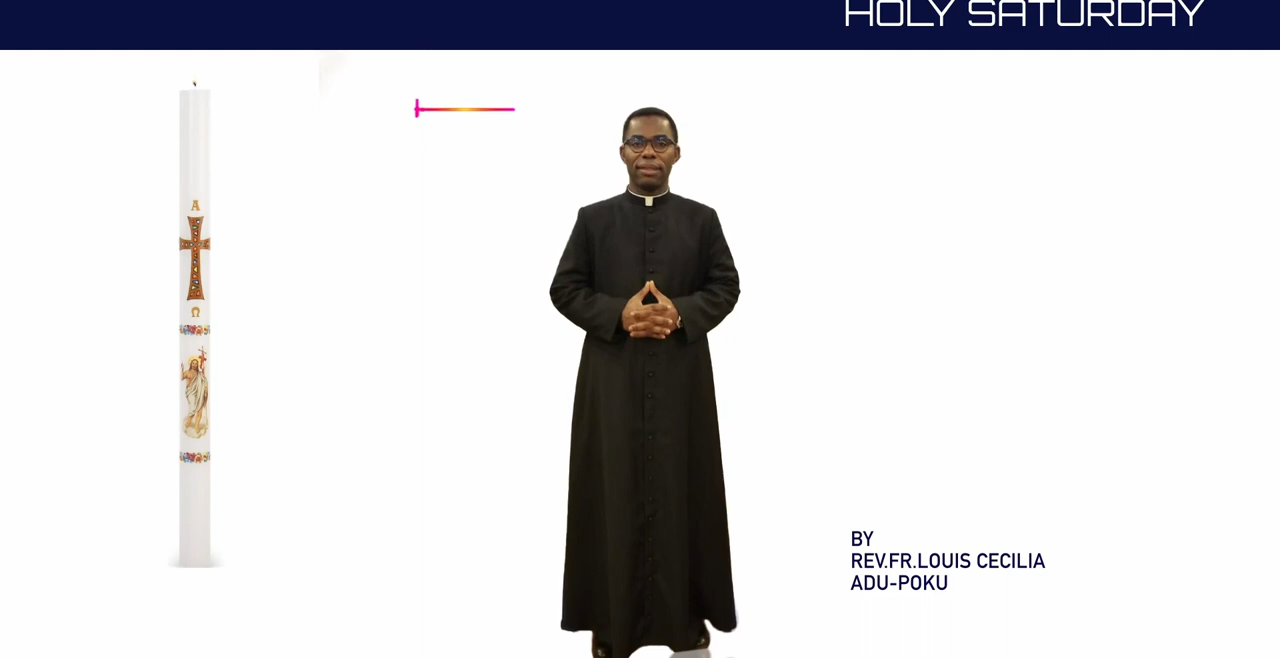 HOLY SATURDAY
Α
Ω
BY
REV.FR.LOUIS CECILIA
ADU-POKU